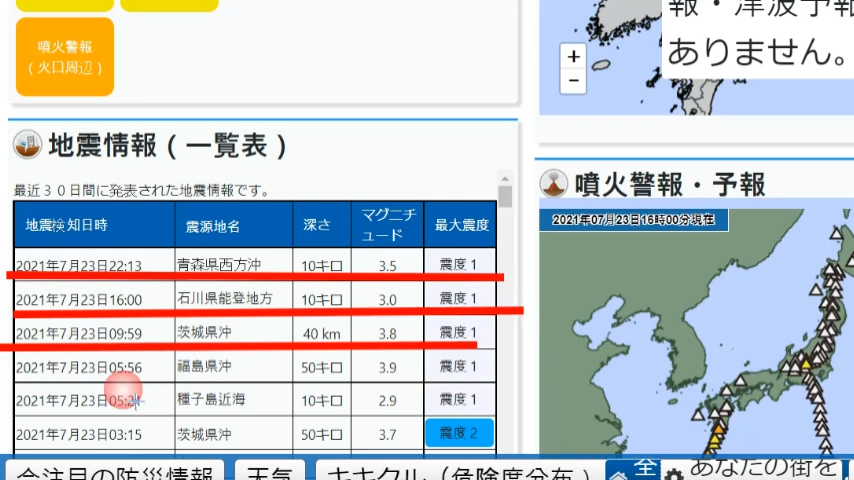 噴火警報
(火口周辺)
報・津波予報
ありません。
地震情報(一覧表)
最近30日間に発表された地震情報です。
地震検知日時 震源地名 深さ マグニチュード 最大震度
2021年7月23日22:13 青森県西方沖 10キロ 3.5 震度1
2021年7月23日16:00 石川県能登地方 10キロ 3.0 震度1
2021年7月23日09:59 茨城県沖 40 km 3.8 震度1
2021年7月23日05:56 福島県沖 50キロ 3.9 震度1
2021年7月23日 種子島近海 10キロ 2.9 震度1
2021年7月23日03:15 茨城県沖 50キロ 3.7 震度2
噴火警報・予報
2021年07月23日16時00分現在
+
−
今注目の防災情報 天気 キキクル(危険度分布) 全 あなたの街を